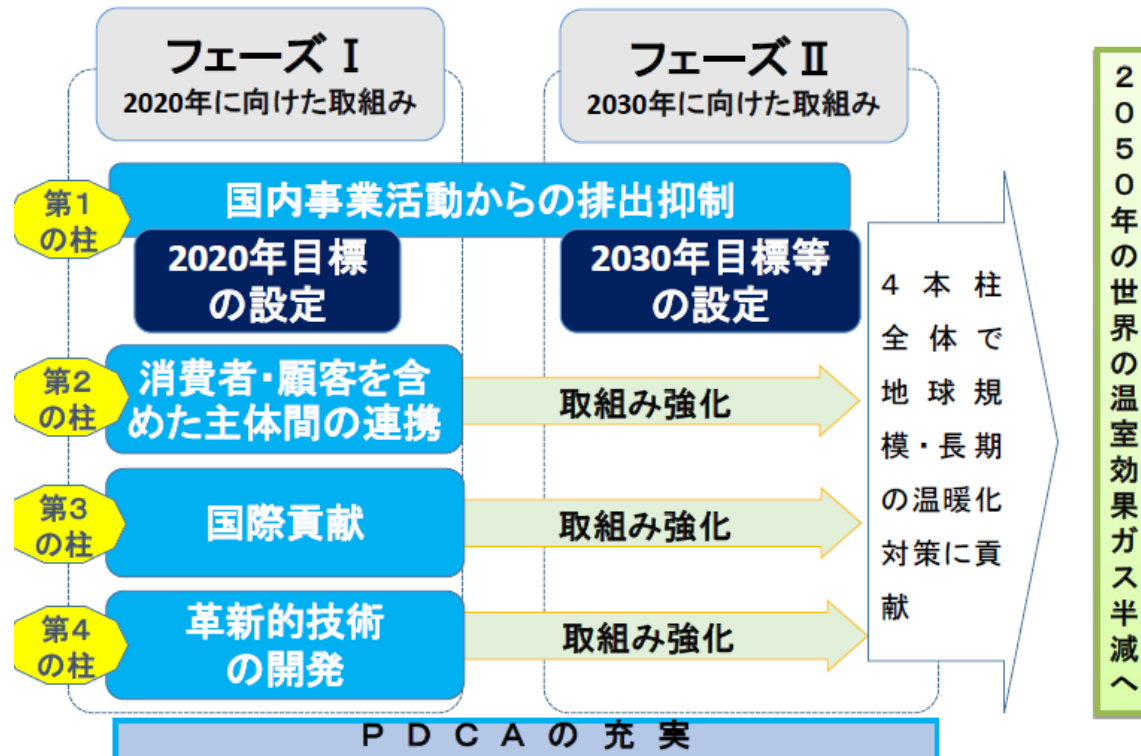 フェーズ Ⅰ
2020年に向けた取組み
フェーズ Ⅱ
2030年に向けた取組み
第1
の柱
国内事業活動からの排出抑制
2020年目標
の設定
2030年目標等
の設定
第2
の柱
消費者・顧客を含
めた主体間の連携
取組み強化
第3
の柱
国際貢献
取組み強化
第4
の柱
革新的技術
の開発
取組み強化
4本柱
全体で
地球規
模・長期
の温暖化
対策に貢
献
2050年の世界の温室効果ガス半減へ
PDCAの充実